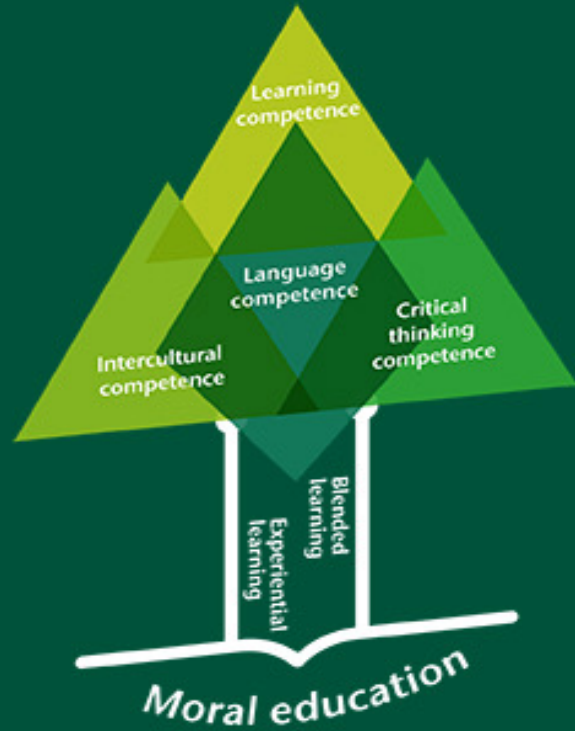 Learning
competence
Language
competence
Intercultural
competence
Critical
thinking
competence
Experiential
learning
Blended
learning
Moral education